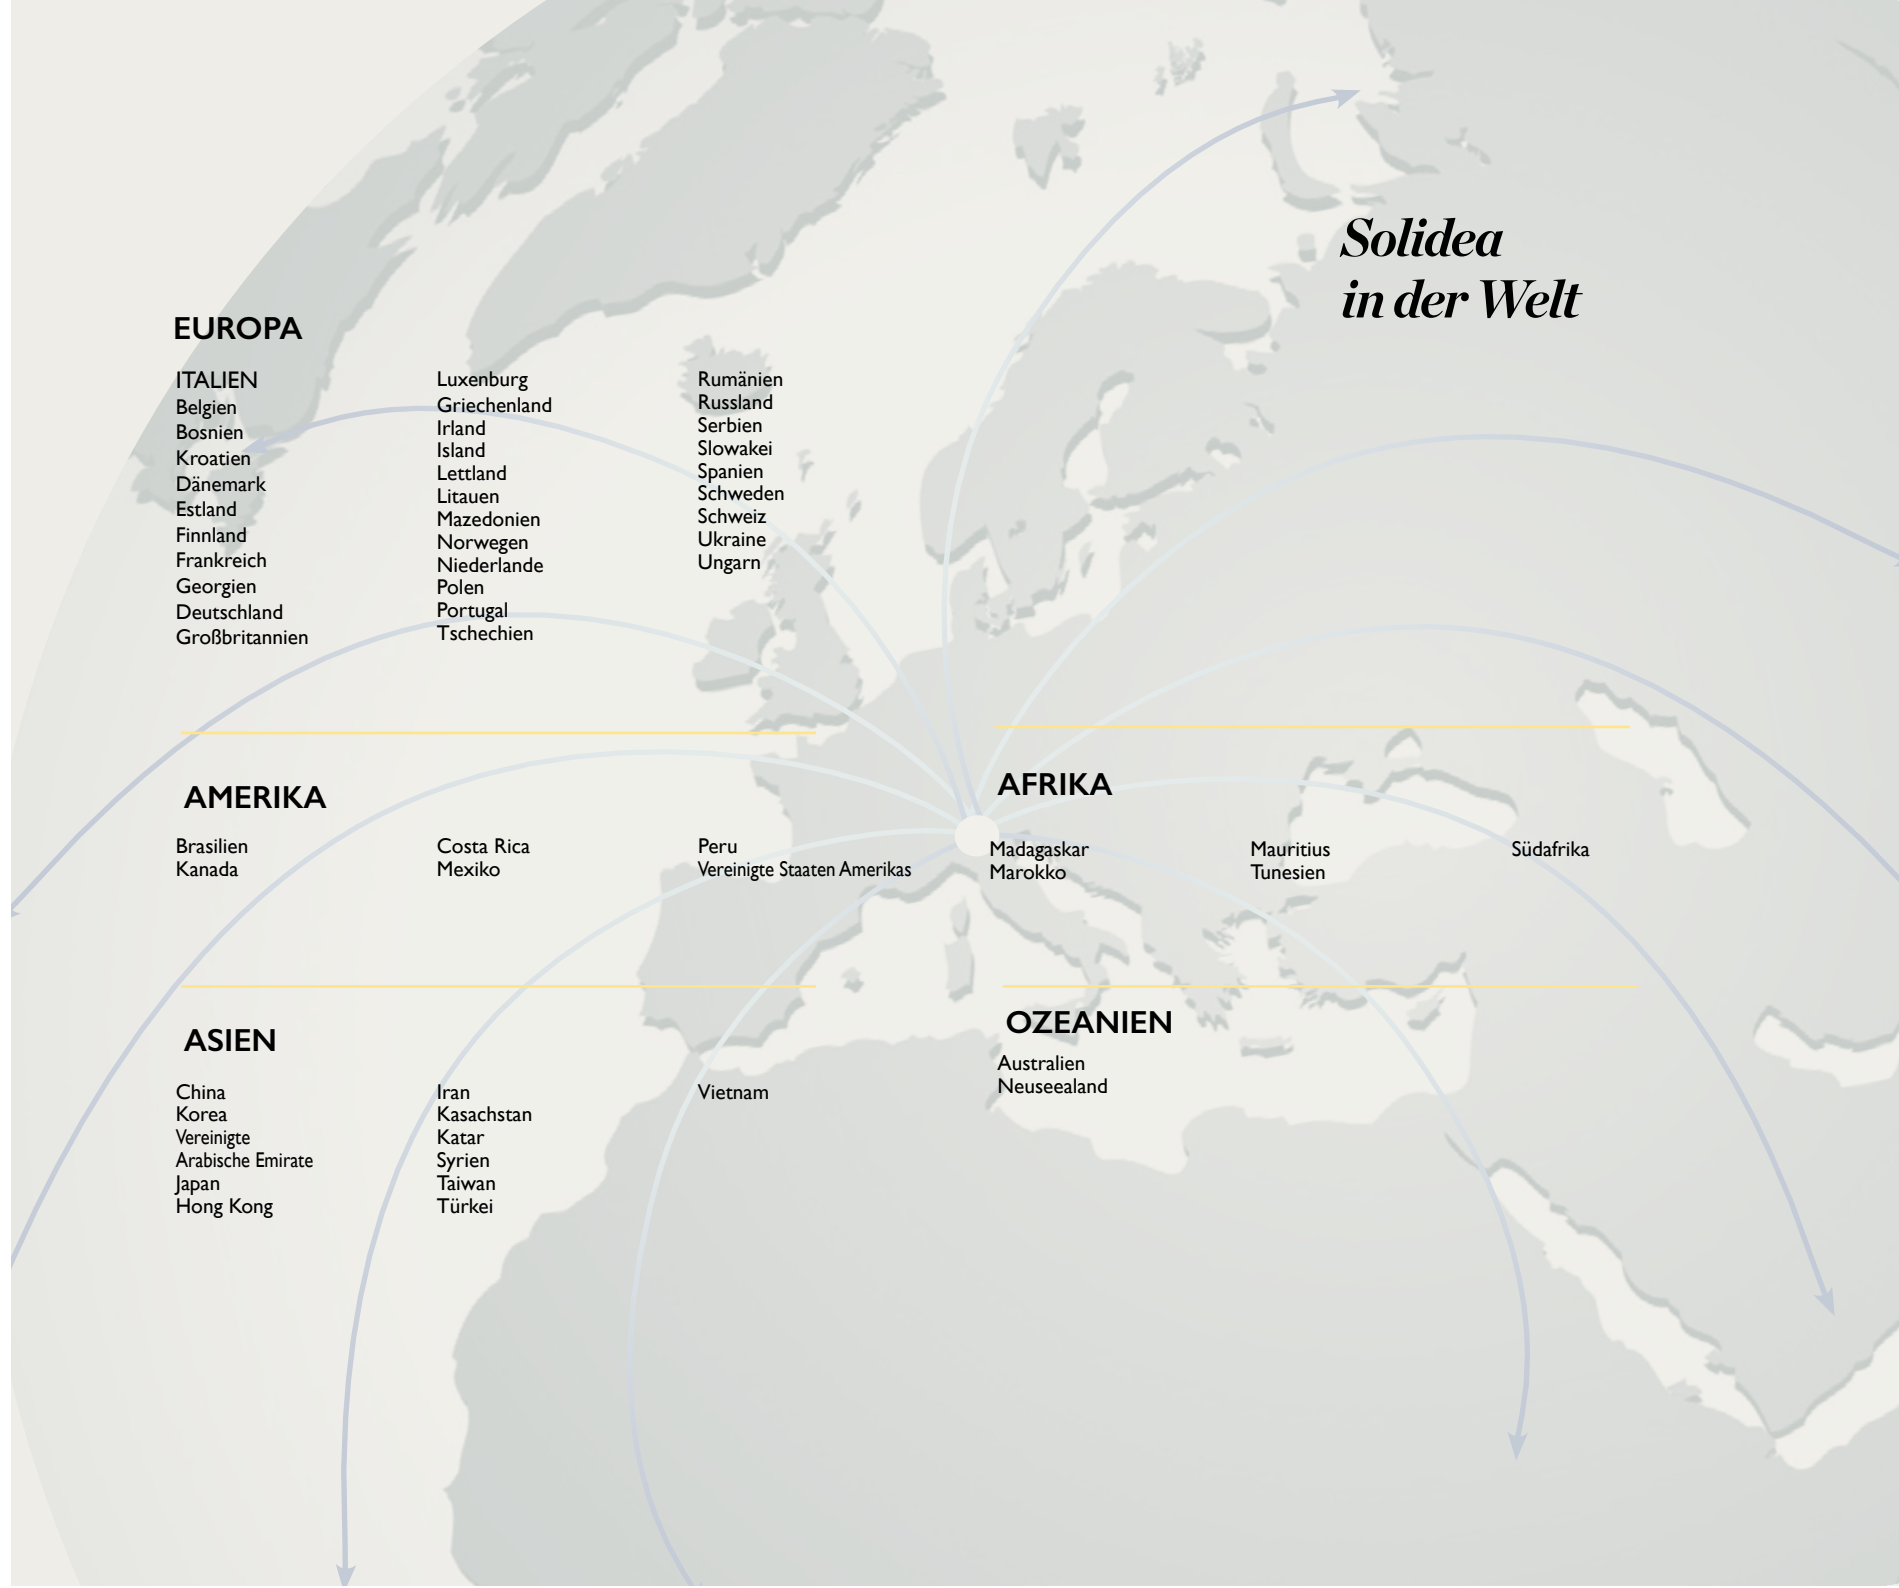 Solidea
in der Welt
EUROPA
ITALIEN
Belgien
Bosnien
Kroatien
Dänemark
Estland
Finnland
Frankreich
Georgien
Deutschland
Großbritannien
Luxenburg
Griechenland
Irland
Island
Lettland
Litauen
Mazedonien
Norwegen
Niederlande
Polen
Portugal
Tschechien
Rumänien
Russland
Serbien
Slowakei
Spanien
Schweden
Schweiz
Ukraine
Ungarn
AMERIKA
Brasilien
Kanada
Costa Rica
Mexiko
Peru
Vereinigte Staaten Amerikas
AFRIKA
Madagaskar
Marokko
Mauritius
Tunesien
Südafrika
ASIEN
China
Korea
Vereinigte
Arabische Emirate
Japan
Hong Kong
Iran
Kasachstan
Katar
Syrien
Taiwan
Türkei
Vietnam
OZEANIEN
Australien
Neuseealand